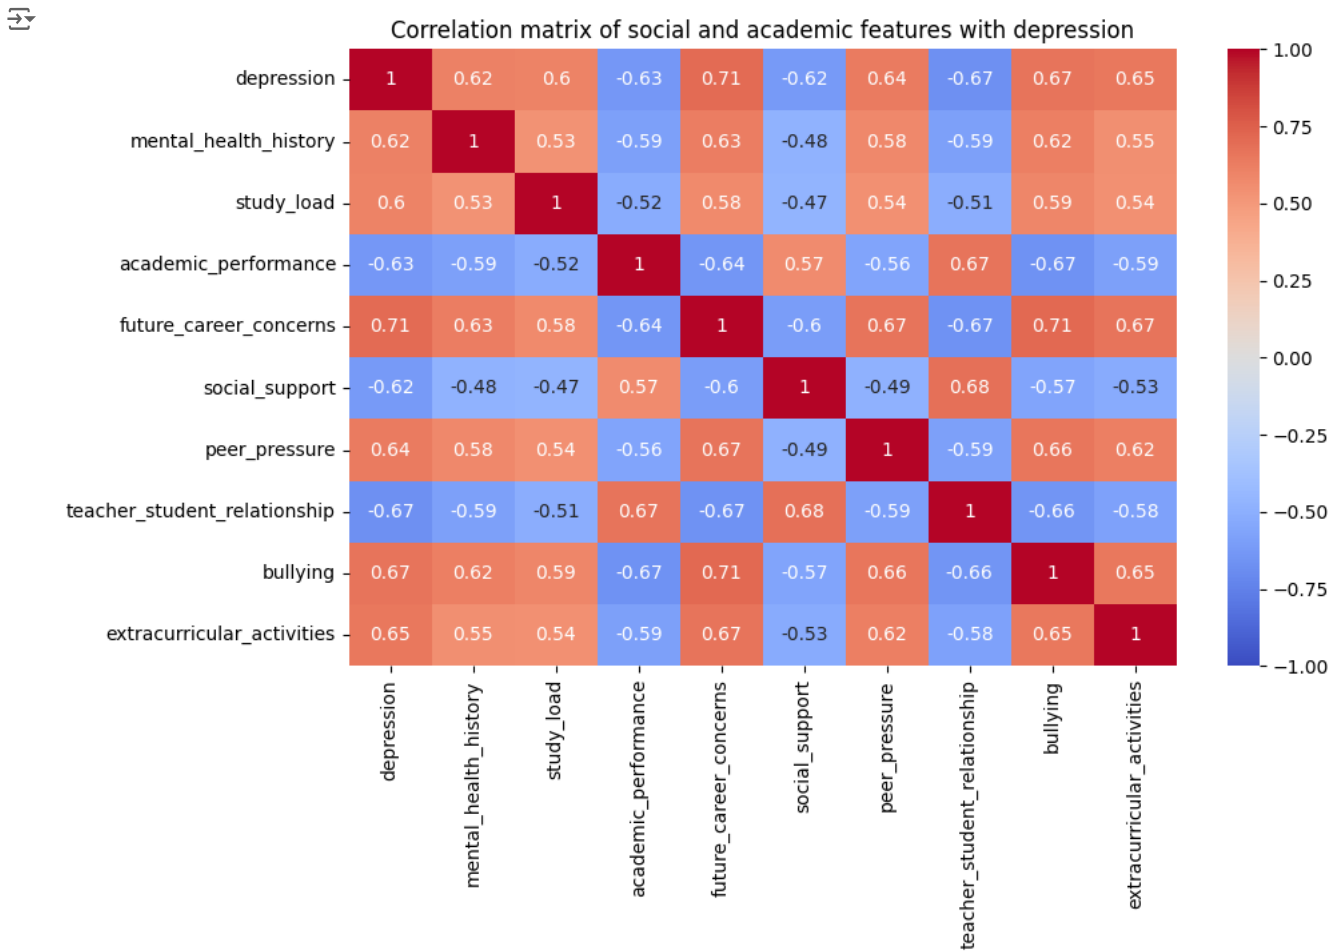 Correlation matrix of social and academic features with depression
depression 1 0.62 0.6 -0.63 0.71 -0.62 0.64 -0.67 0.67 0.65
mental_health_history 0.62 1 0.53 -0.59 0.63 -0.48 0.58 -0.59 0.62 0.55
study_load 0.6 0.53 1 -0.52 0.58 -0.47 0.54 -0.51 0.59 0.54
academic_performance -0.63 -0.59 -0.52 1 -0.64 0.57 -0.56 0.67 -0.67 -0.59
future_career_concerns 0.71 0.63 0.58 -0.64 1 -0.6 0.67 -0.67 0.71 0.67
social_support -0.62 -0.48 -0.47 0.57 -0.6 1 -0.49 0.68 -0.57 -0.53
peer_pressure 0.64 0.58 0.54 -0.56 0.67 -0.49 1 -0.59 0.66 0.62
teacher_student_relationship -0.67 -0.59 -0.51 0.67 -0.67 0.68 -0.59 1 -0.66 -0.58
bullying 0.67 0.62 0.59 -0.67 0.71 -0.57 0.66 -0.66 1 0.65
extracurricular_activities 0.65 0.55 0.54 -0.59 0.67 -0.53 0.62 -0.58 0.65 1
depression
mental_health_history
study_load
academic_performance
future_career_concerns
social_support
peer_pressure
teacher_student_relationship
bullying
extracurricular_activities
1.00
0.75
0.50
0.25
0.00
−0.25
−0.50
−0.75
−1.00